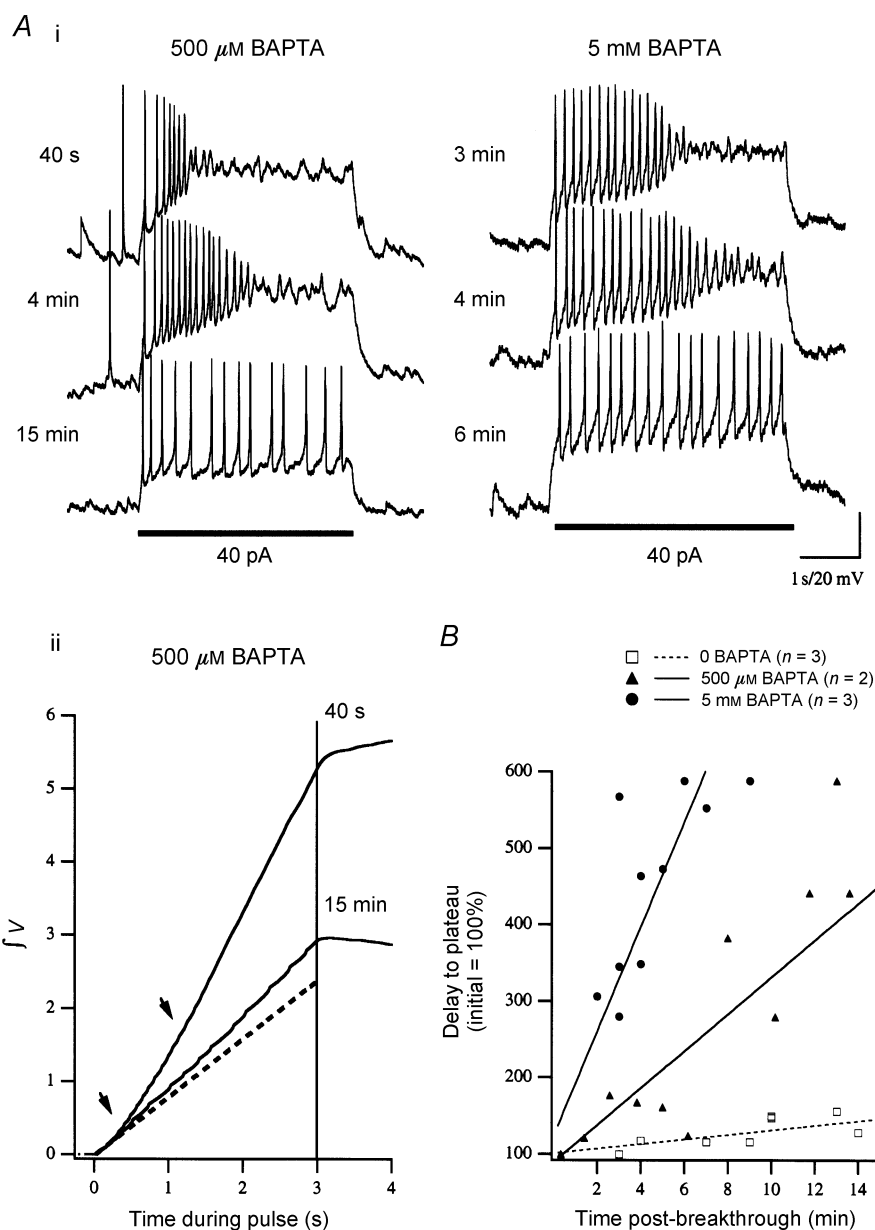 A i
500 μM BAPTA
5 mM BAPTA
40 s
4 min
15 min
40 pA
3 min
4 min
6 min
40 pA
1 s/20 mV
ii
500 μM BAPTA
40 s
15 min
6
5
4
3
2
1
0
∫ V
0 1 2 3 4
Time during pulse (s)
B
0 BAPTA (n = 3)
500 μM BAPTA (n = 2)
5 mM BAPTA (n = 3)
600
500
400
300
200
100
Delay to plateau
(initial = 100%)
2 4 6 8 10 12 14
Time post-breakthrough (min)